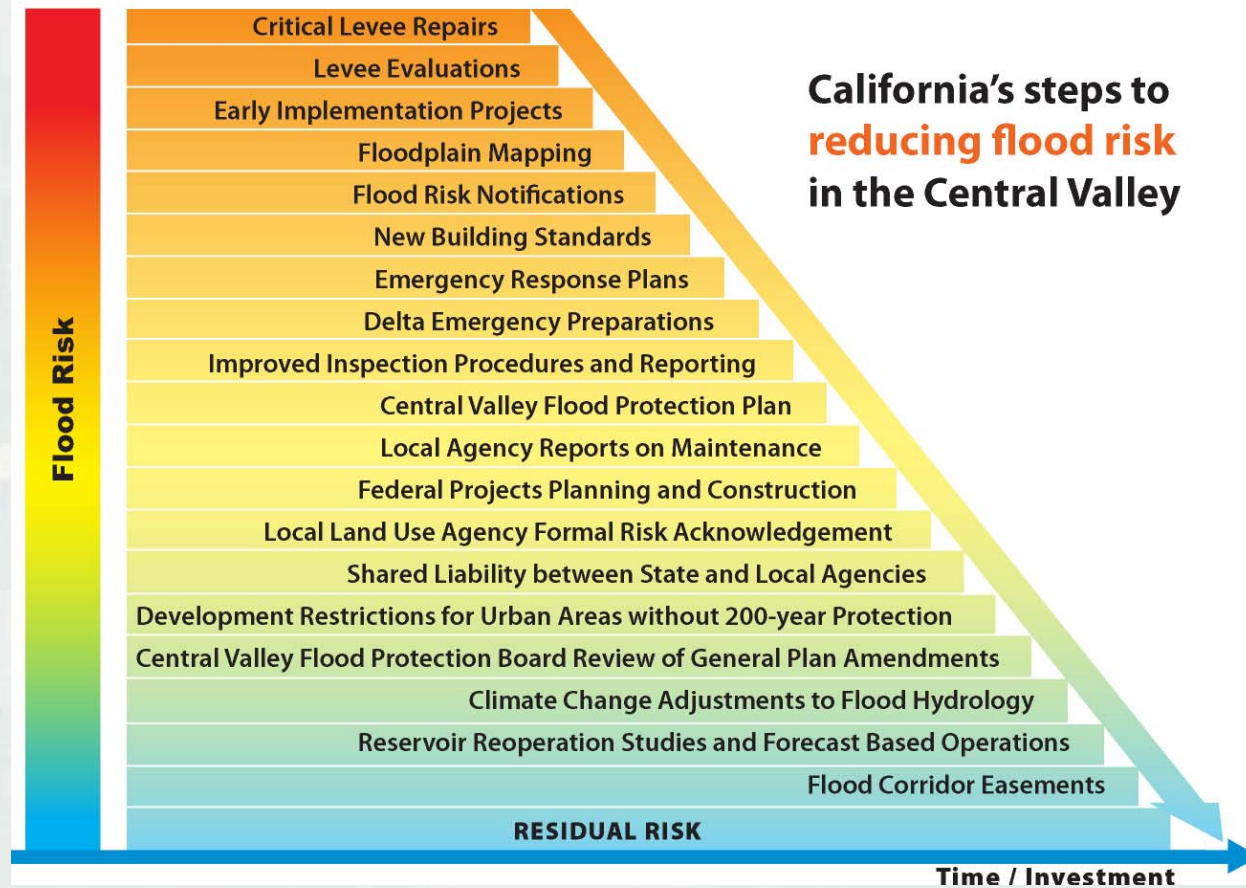 California's steps to
reducing flood risk
in the Central Valley
Flood Risk
Critical Levee Repairs
Levee Evaluations
Early Implementation Projects
Floodplain Mapping
Flood Risk Notifications
New Building Standards
Emergency Response Plans
Delta Emergency Preparations
Improved Inspection Procedures and Reporting
Central Valley Flood Protection Plan
Local Agency Reports on Maintenance
Federal Projects Planning and Construction
Local Land Use Agency Formal Risk Acknowledgement
Shared Liability between State and Local Agencies
Development Restrictions for Urban Areas without 200-year Protection
Central Valley Flood Protection Board Review of General Plan Amendments
Climate Change Adjustments to Flood Hydrology
Reservoir Reoperation Studies and Forecast Based Operations
Flood Corridor Easements
RESIDUAL RISK
Time / Investment